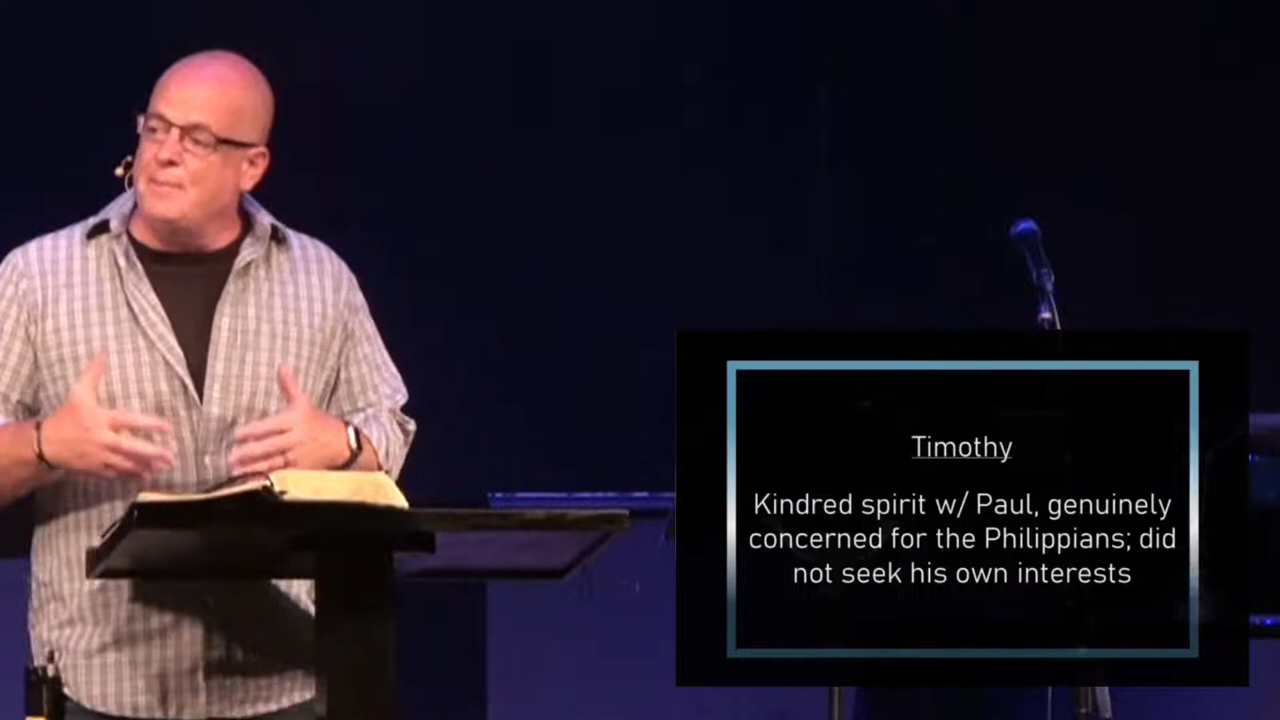 Timothy
Kindred spirit w/ Paul, genuinely
concerned for the Philippians; did
not seek his own interests